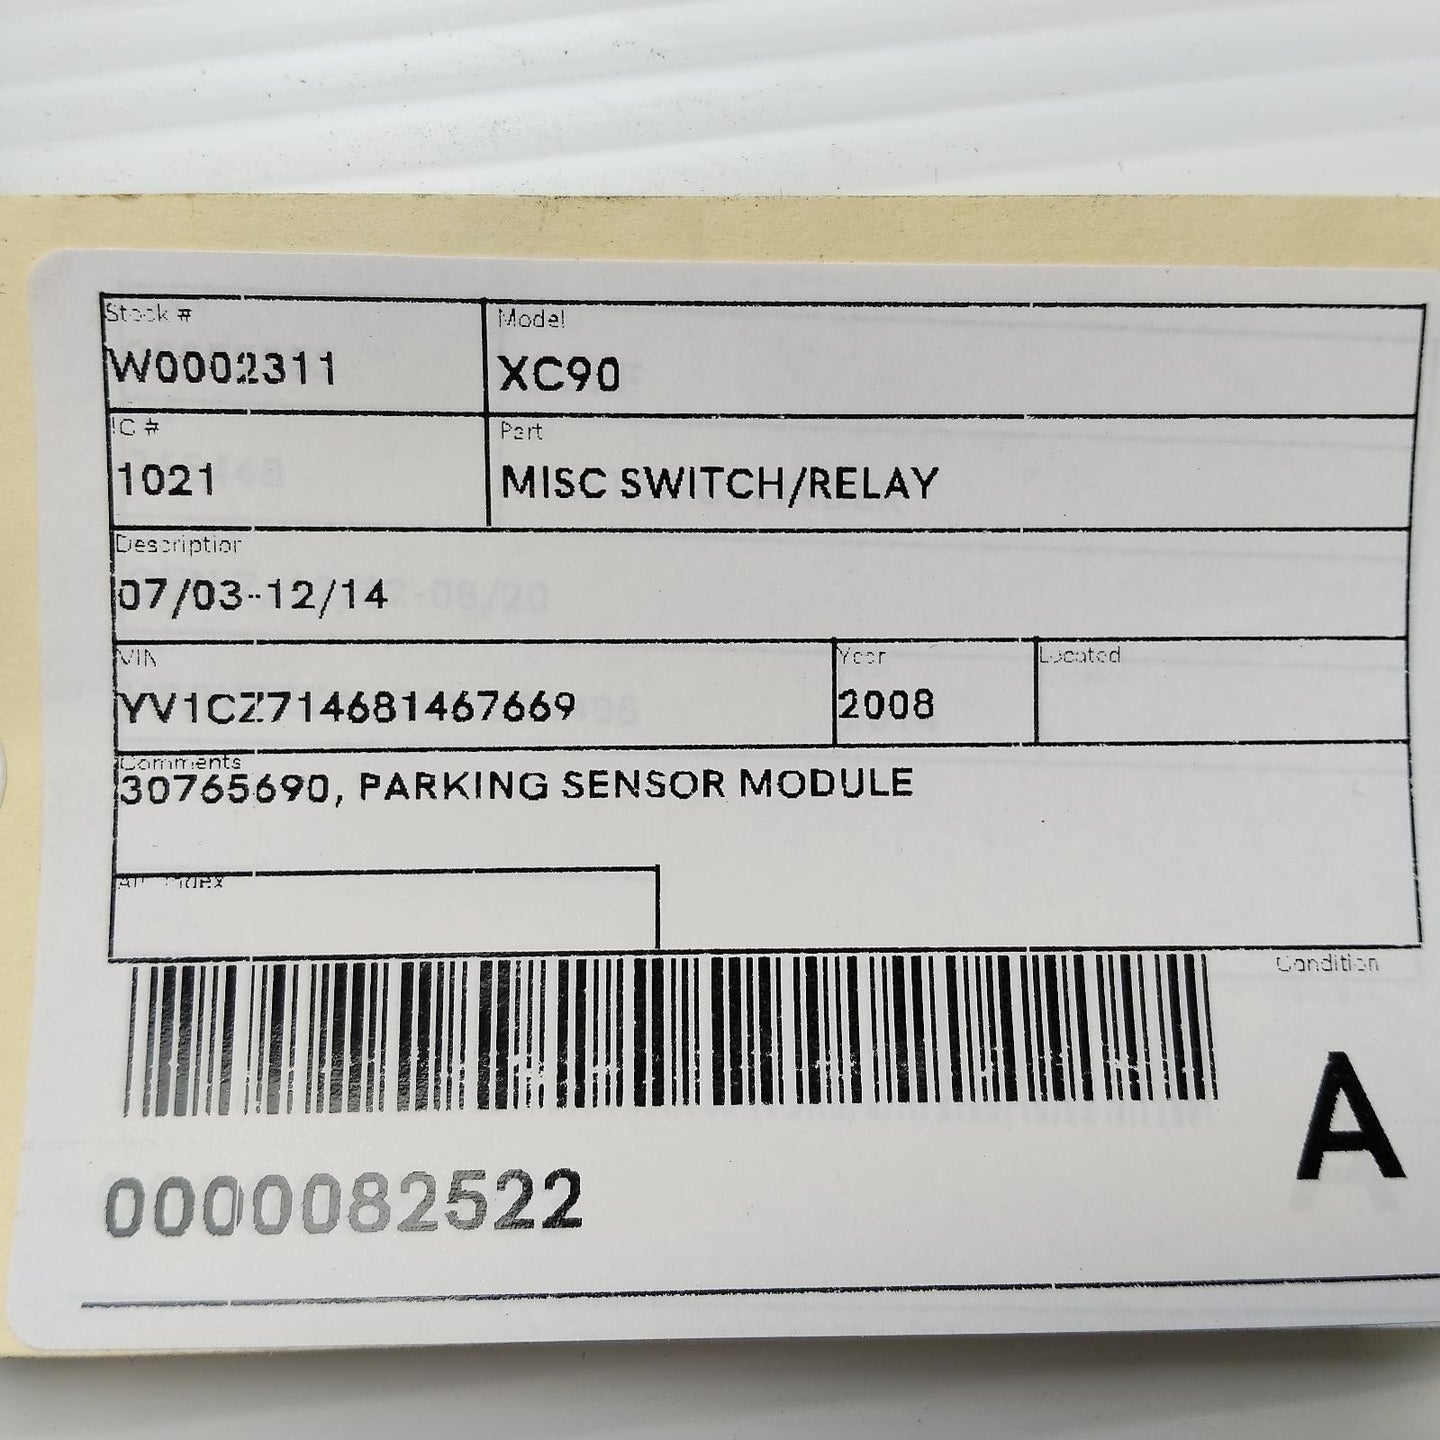 Stock #
Model
W0002311
XC90
IC #
Part
1021
MISC SWITCH/RELAY
Description
07/03-12/14
VIN
Year
Located
YV1CZ714681467669
2008
Comments
30765690, PARKING SENSOR MODULE
Index
Condition
A
0000082522